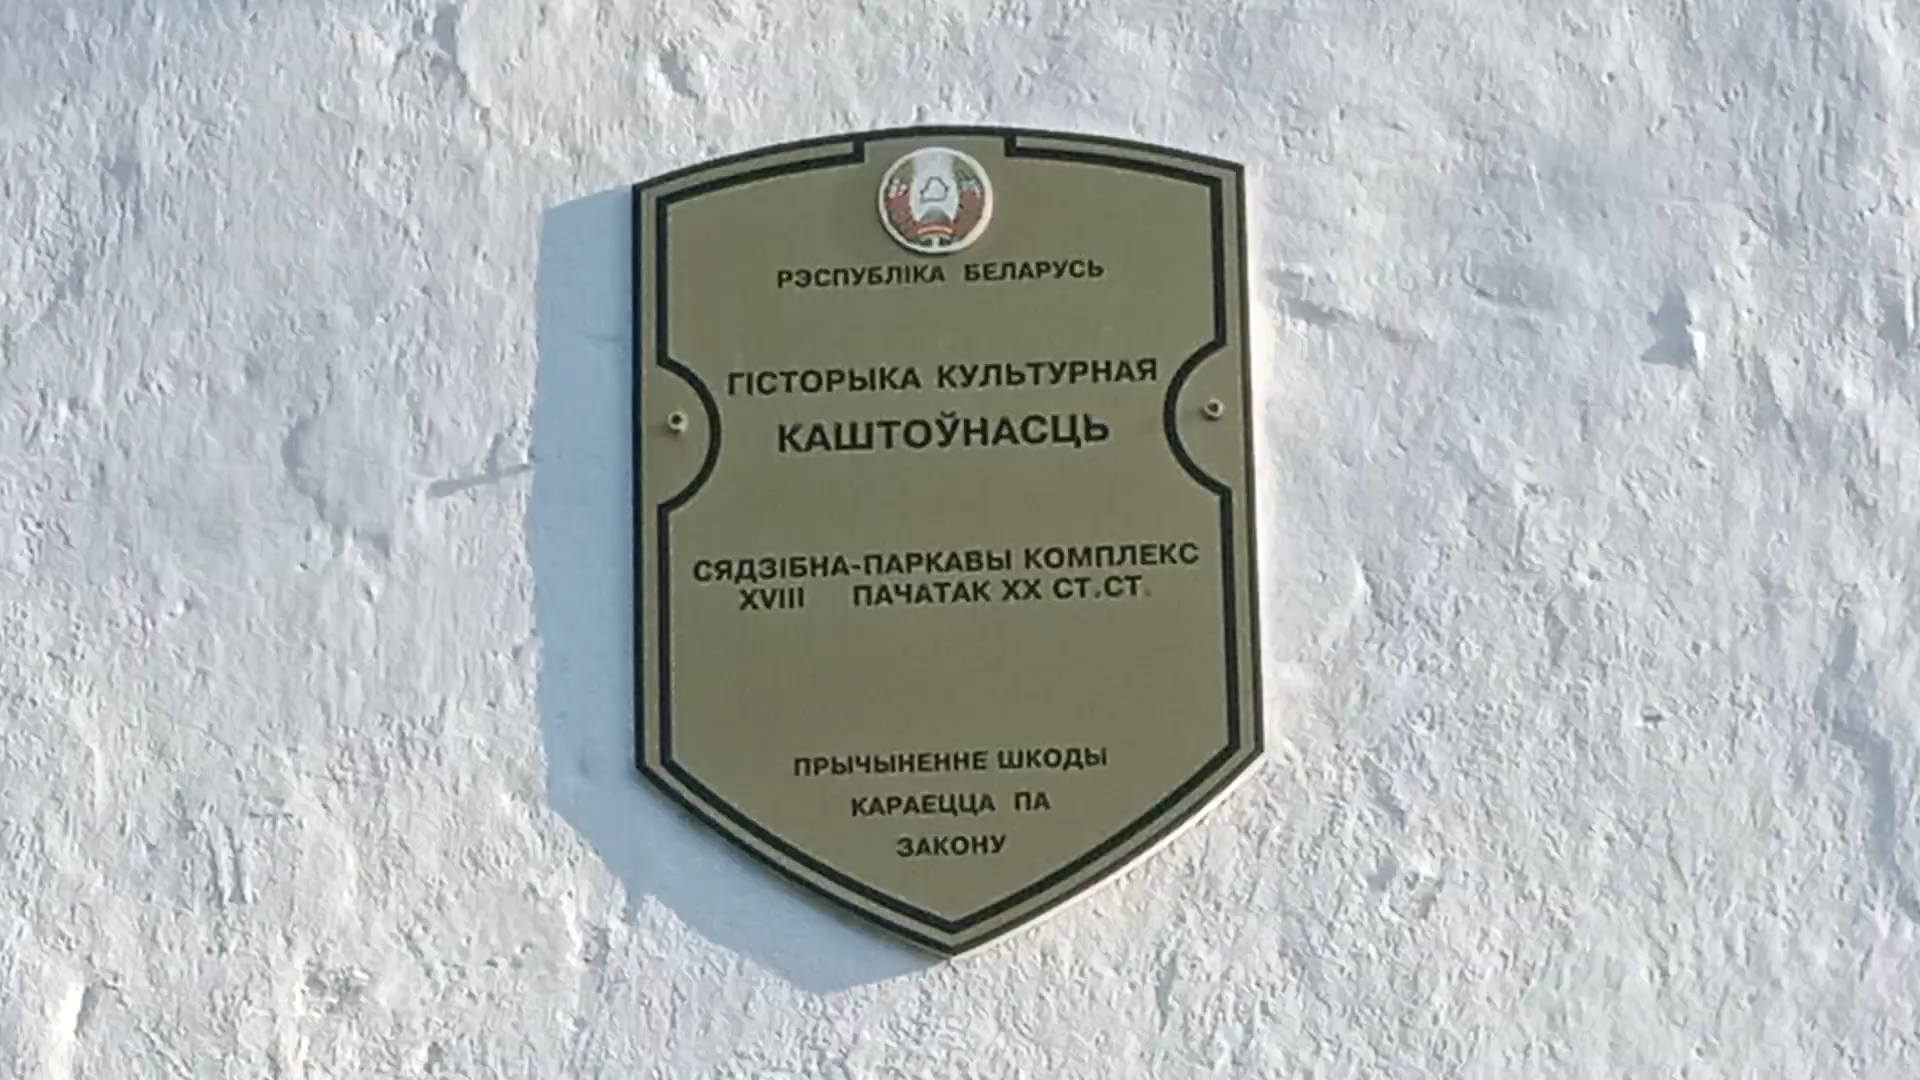 РЭСПУБЛІКА БЕЛАРУСЬ
ГІСТОРЫКА КУЛЬТУРНАЯ
КАШТОЎНАСЦЬ
СЯДЗІБНА-ПАРКАВЫ КОМПЛЕКС
XVIII ПАЧАТАК XX СТ.СТ.
ПРЫЧЫНЕННЕ ШКОДЫ
КАРАЕЦЦА ПА
ЗАКОНУ